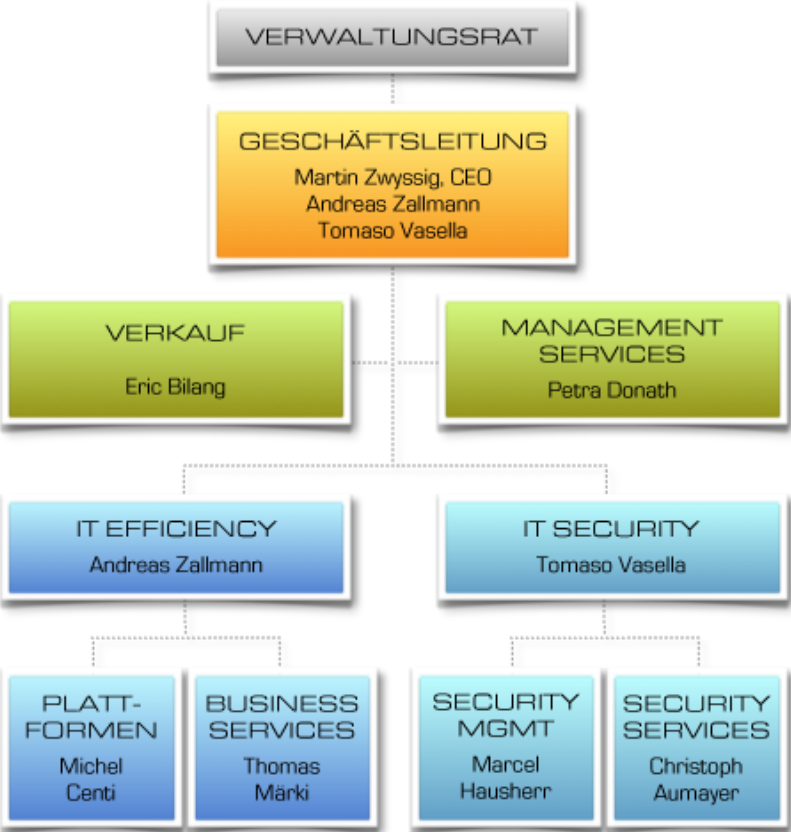 VERWALTUNGSRAT
GESCHÄFTSLEITUNG
Martin Zwyssig, CEO
Andreas Zallmann
Tomaso Vasella
VERKAUF
Eric Bilang
MANAGEMENT
SERVICES
Petra Donath
IT EFFICIENCY
Andreas Zallmann
IT SECURITY
Tomaso Vasella
PLATT-
FORMEN
Michel
Centi
BUSINESS
SERVICES
Thomas
Märki
SECURITY
MGMT
Marcel
Hausherr
SECURITY
SERVICES
Christoph
Aumayer